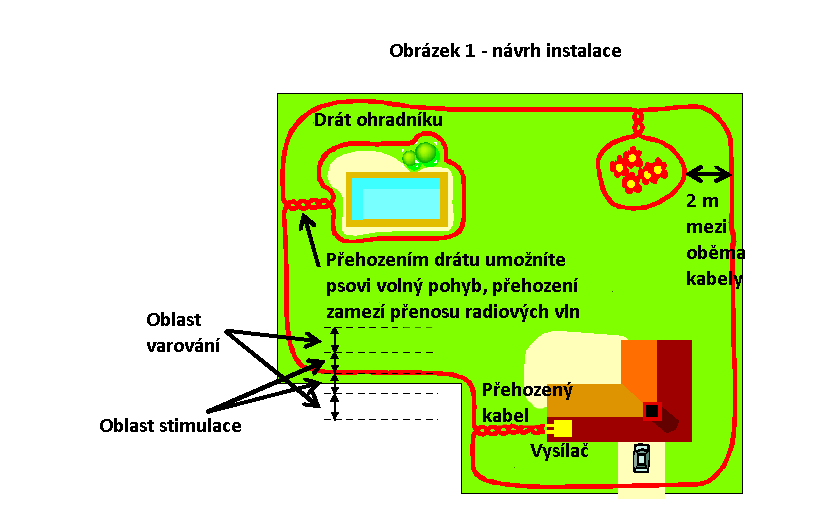 Obrázek 1 - návrh instalace
Drát ohradníku
2 m
mezi
oběma
kabely
Přehozením drátu umožníte
psovi volný pohyb, přehození
zamezí přenosu radiových vln
Oblast
varování
Oblast stimulace
Přehozený
kabel
Vysílač